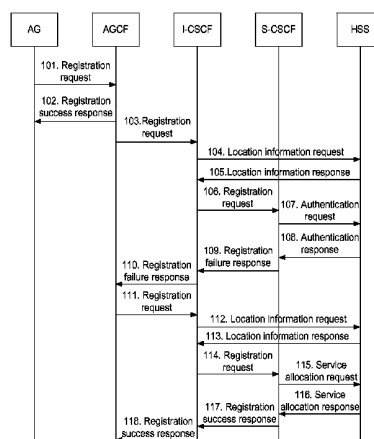 AG
AGCF
I-CSCF
S-CSCF
HSS
101. Registration
request
102. Registration
success response
103.Registration
request
104. Location information request
105.Location information response
106. Registration
request
107. Authentication
request
108. Authentication
response
109. Registration
failure response
110. Registration
failure response
111. Registration
request
112. Location information request
113. Location information response
114. Registration
request
115. Service
allocation request
116. Service
allocation response
117. Registration
success response
118. Registration
success response